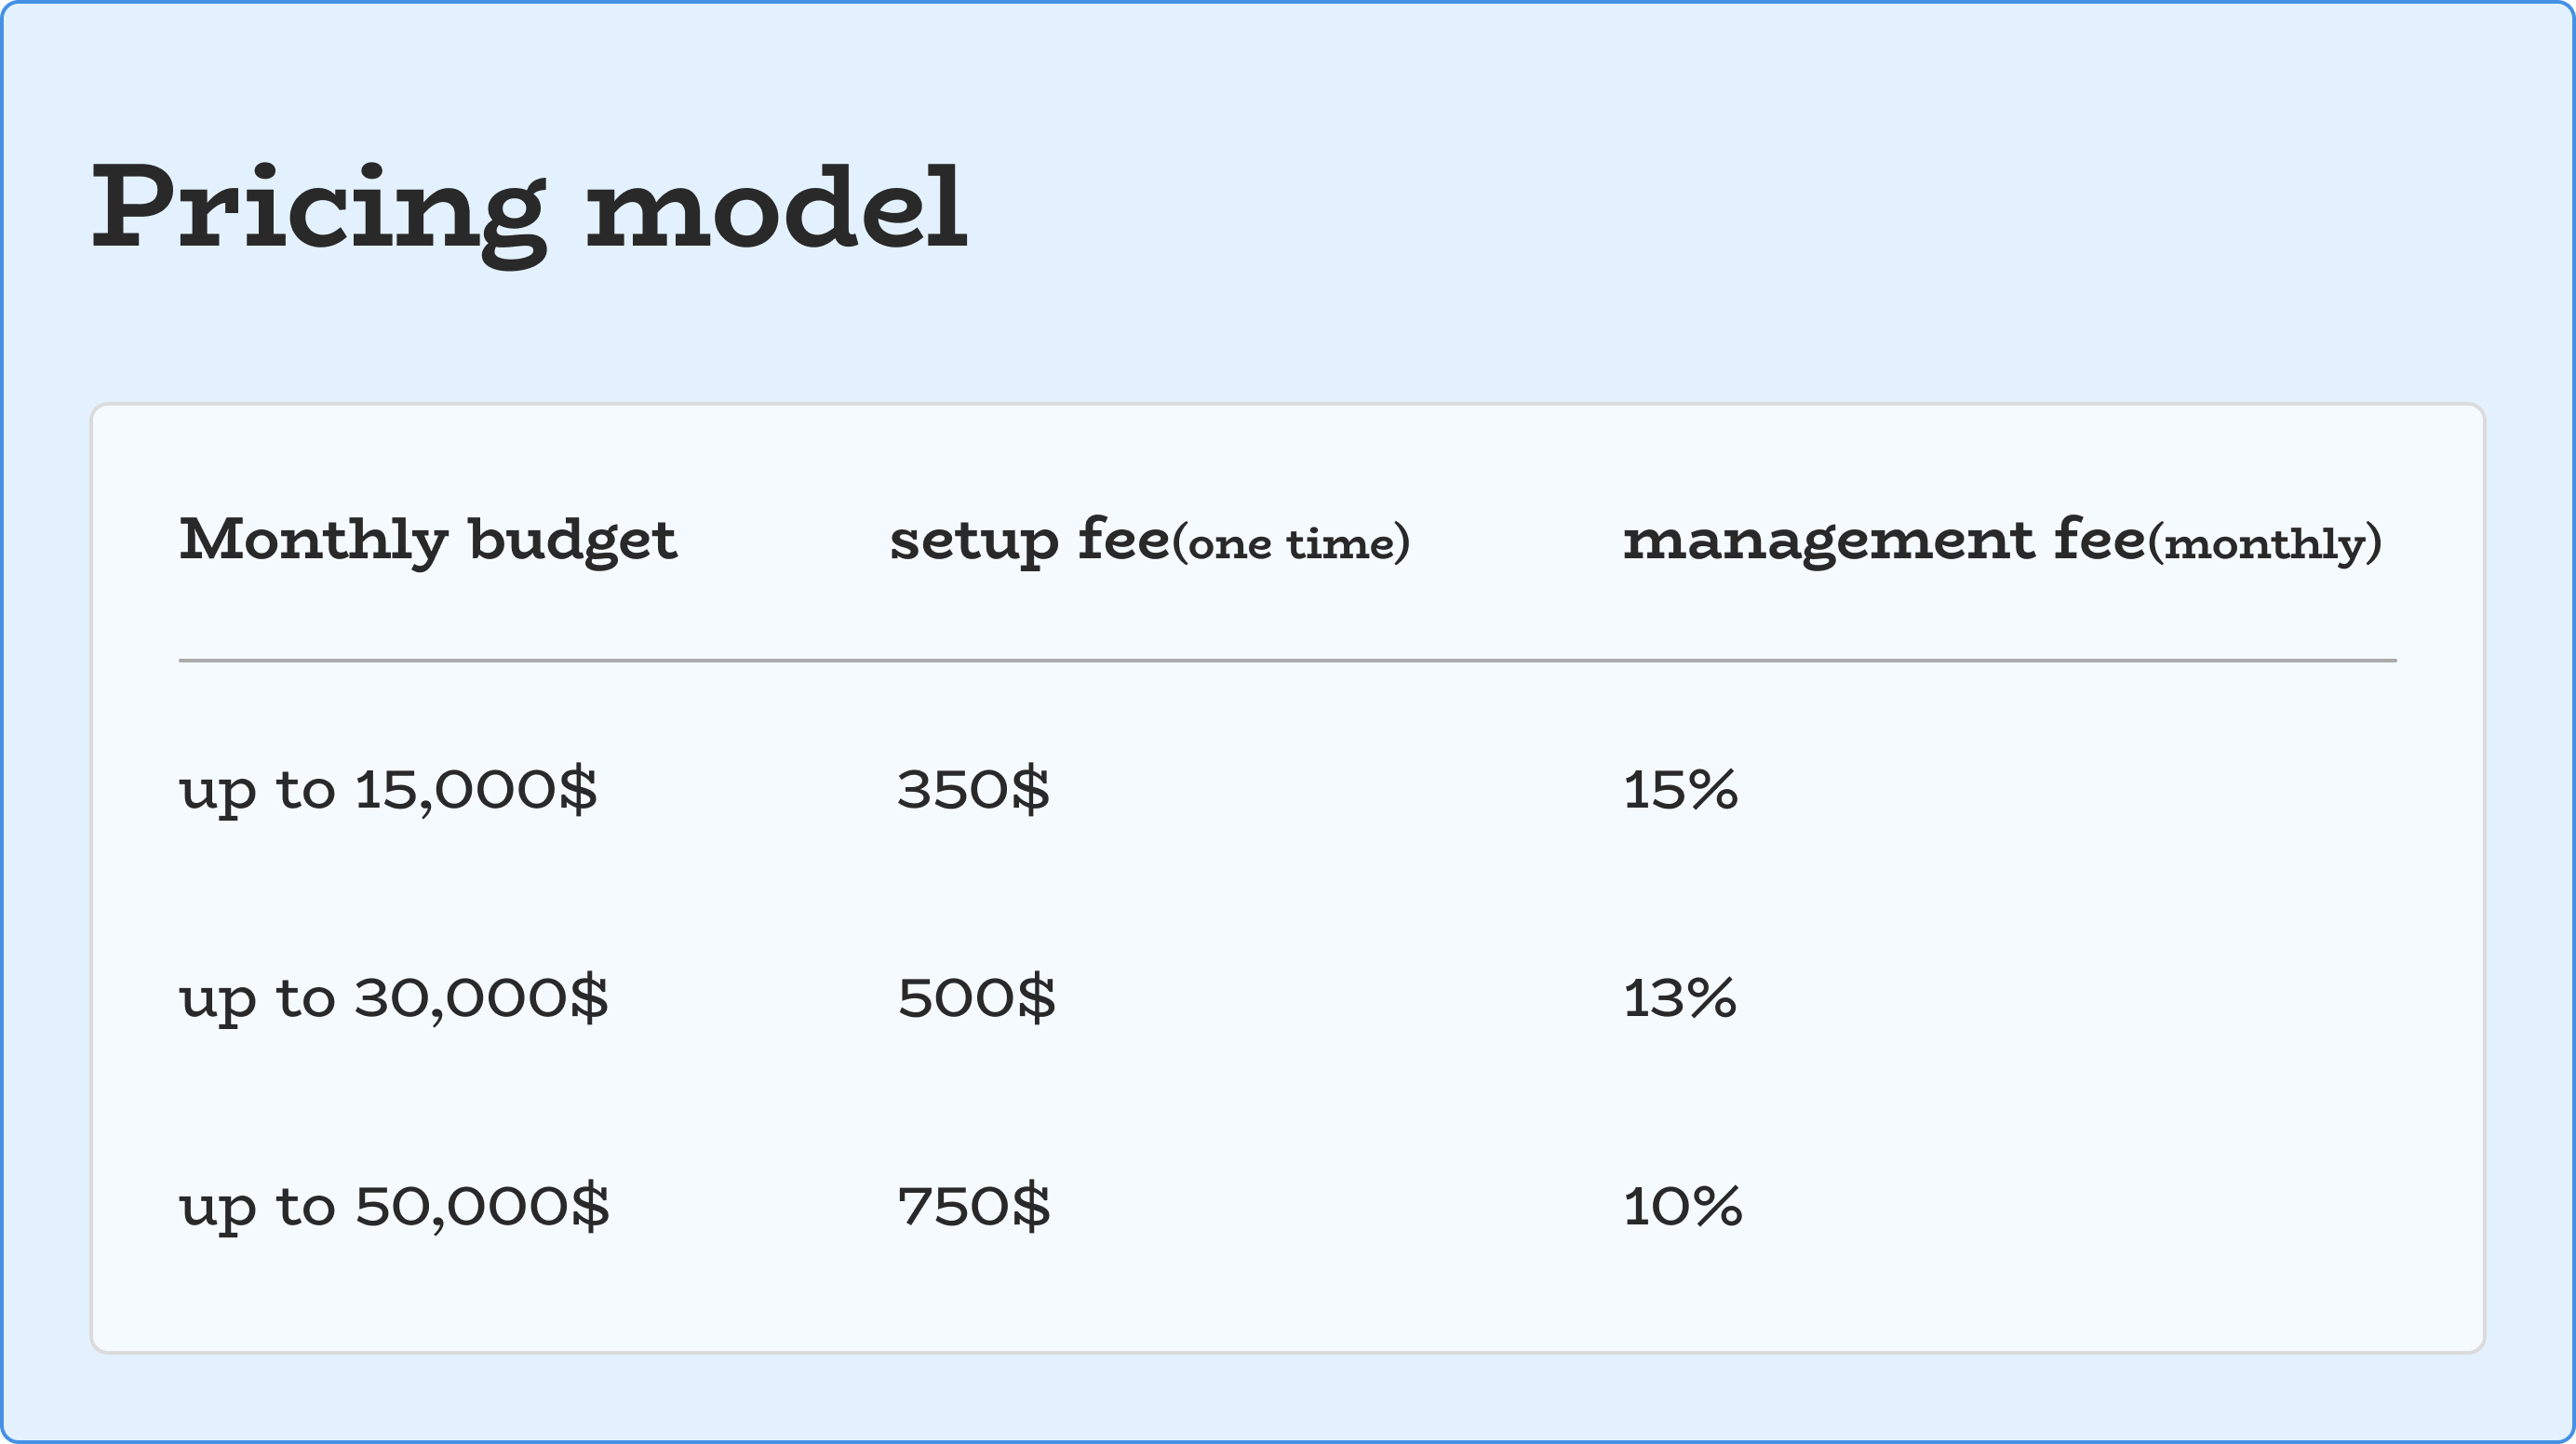 Pricing model
Monthly budget setup fee(one time) management fee(monthly)
up to 15,000$ 350$ 15%
up to 30,000$ 500$ 13%
up to 50,000$ 750$ 10%